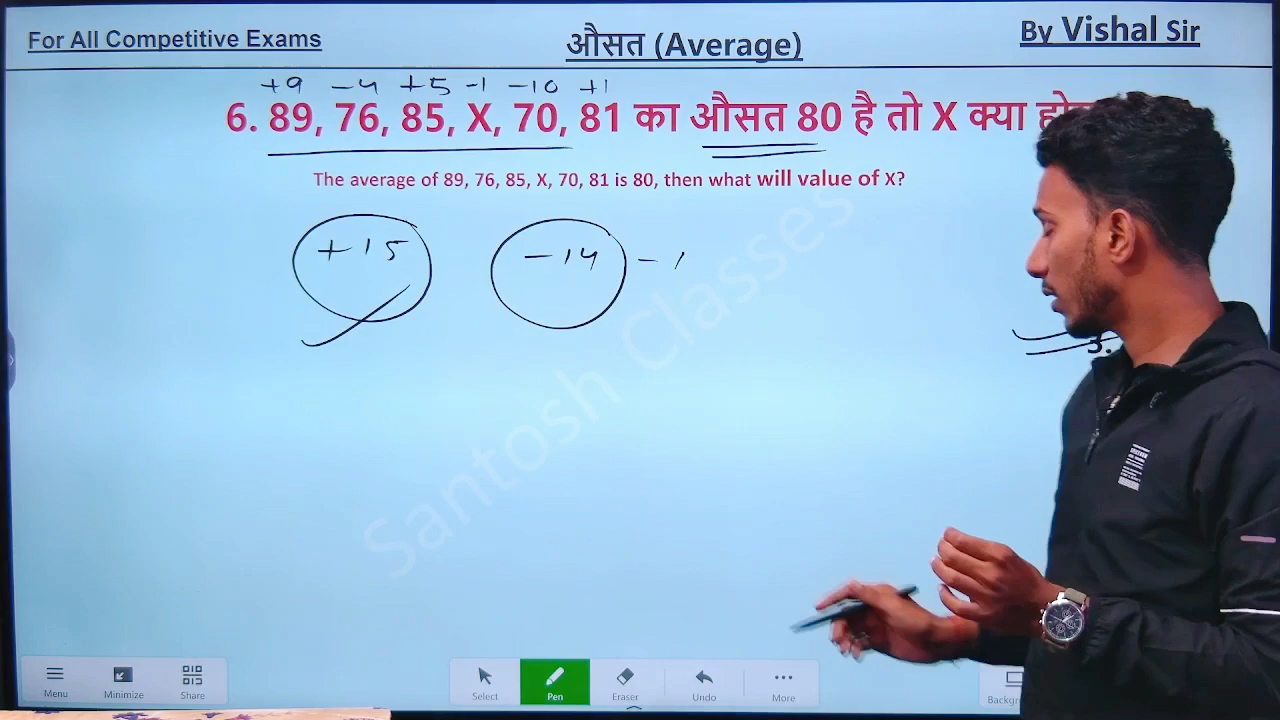 For All Competitive Exams
औसत (Average)
By Vishal Sir
+9 -4 +5 -1 -10 +1
6. 89, 76, 85, X, 70, 81 का औसत 80 है तो X क्या
The average of 89, 76, 85, X, 70, 81 is 80, then what will value of X?
+15 -14 -1
3.
Santosh Classes
Menu
Minimize
Share
Select
Pen
Eraser
Undo
More